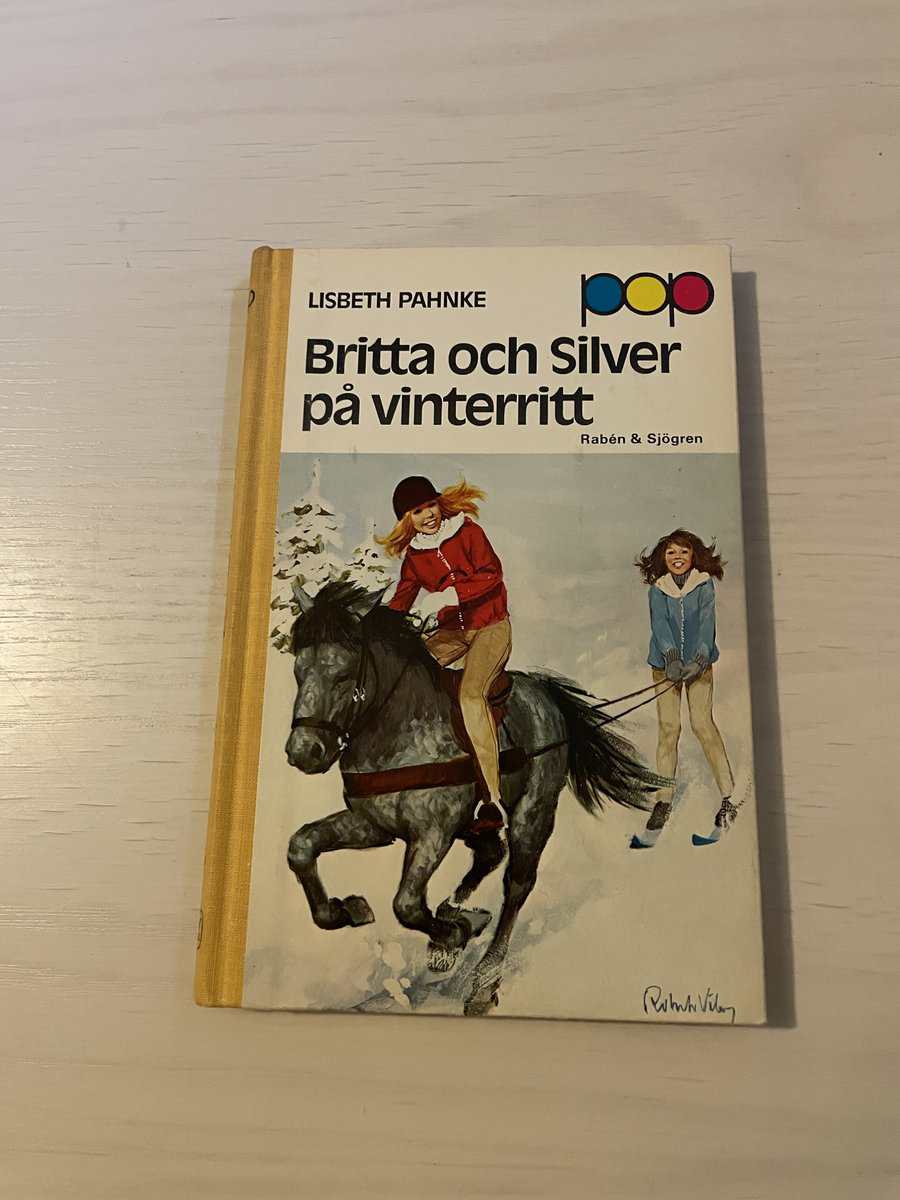 LISBETH PAHNKE
pop
Britta och Silver
på vinterritt
Rabén & Sjögren